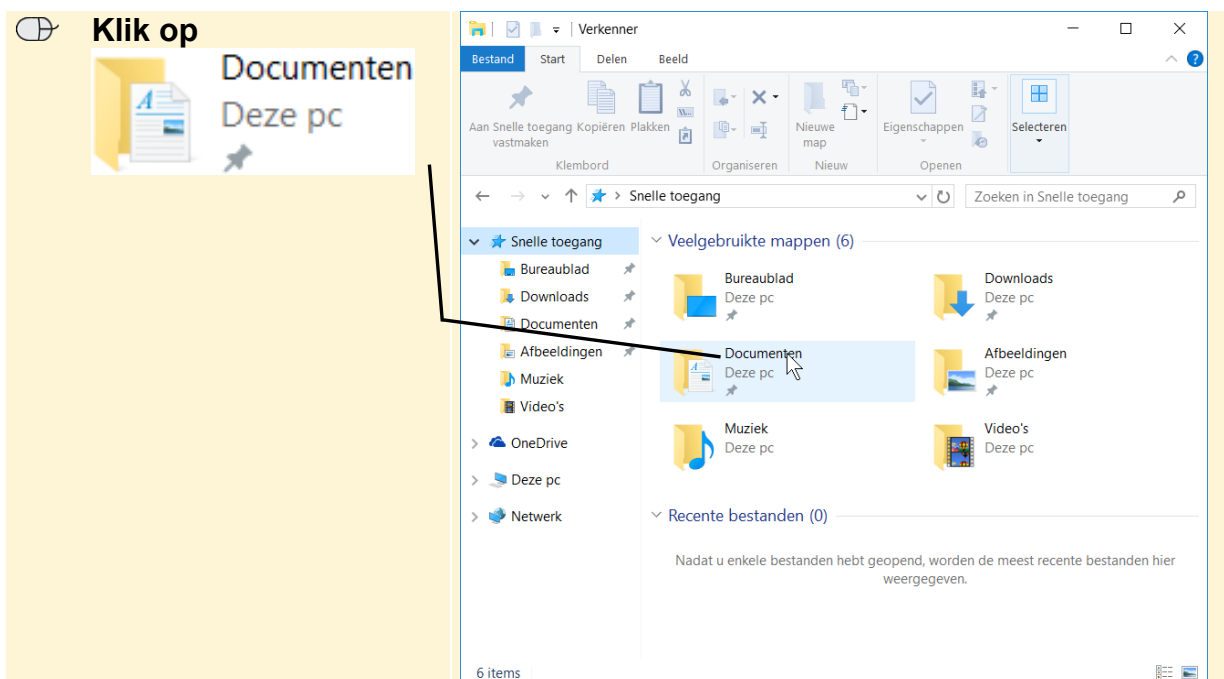 Klik op
Documenten
Deze pc
Verkenner
Bestand Start Delen Beeld
Aan Snelle toegang vastmaken
Kopiëren
Plakken
Nieuwe map
Eigenschappen
Selecteren
Klembord Organiseren Nieuw Openen
Snelle toegang
Zoeken in Snelle toegang
Snelle toegang
Bureaublad
Downloads
Documenten
Afbeeldingen
Muziek
Video's
OneDrive
Deze pc
Netwerk
Veelgebruikte mappen (6)
Bureaublad
Deze pc
Downloads
Deze pc
Documenten
Deze pc
Afbeeldingen
Deze pc
Muziek
Deze pc
Video's
Deze pc
Recente bestanden (0)
Nadat u enkele bestanden hebt geopend, worden de meest recente bestanden hier
weergegeven.
6 items